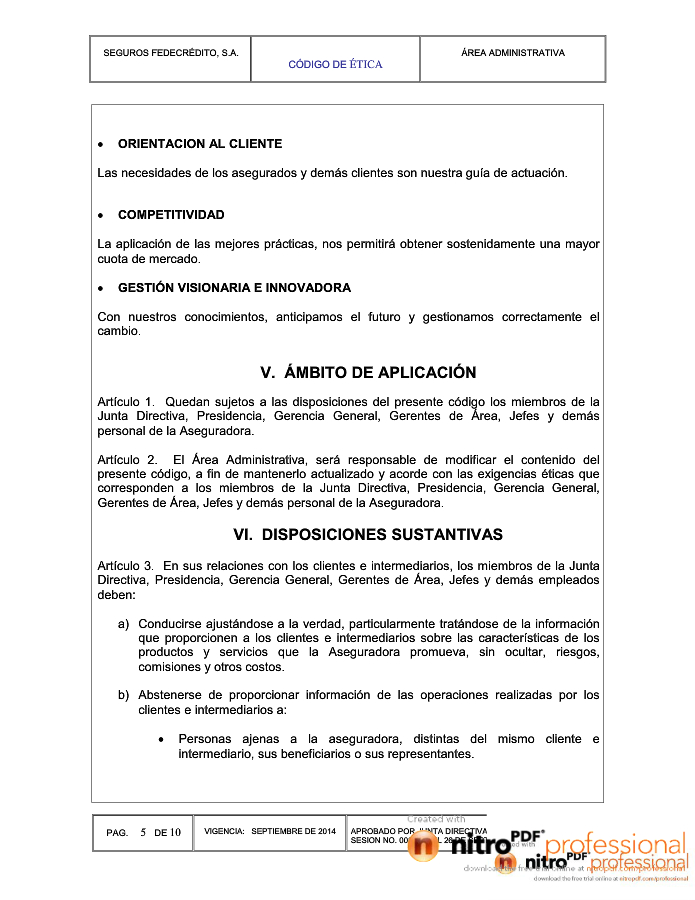 SEGUROS FEDECRÉDITO, S.A.
CÓDIGO DE ÉTICA
ÁREA ADMINISTRATIVA
• ORIENTACION AL CLIENTE
Las necesidades de los asegurados y demás clientes son nuestra guía de actuación.
• COMPETITIVIDAD
La aplicación de las mejores prácticas, nos permitirá obtener sostenidamente una mayor
cuota de mercado.
• GESTIÓN VISIONARIA E INNOVADORA
Con nuestros conocimientos, anticipamos el futuro y gestionamos correctamente el
cambio.
V. ÁMBITO DE APLICACIÓN
Artículo 1. Quedan sujetos a las disposiciones del presente código los miembros de la
Junta Directiva, Presidencia, Gerencia General, Gerentes de Área, Jefes y demás
personal de la Aseguradora.
Artículo 2. El Área Administrativa, será responsable de modificar el contenido del
presente código, a fin de mantenerlo actualizado y acorde con las exigencias éticas que
corresponden a los miembros de la Junta Directiva, Presidencia, Gerencia General,
Gerentes de Área, Jefes y demás personal de la Aseguradora.
VI. DISPOSICIONES SUSTANTIVAS
Artículo 3. En sus relaciones con los clientes e intermediarios, los miembros de la Junta
Directiva, Presidencia, Gerencia General, Gerentes de Área, Jefes y demás empleados
deben:
a) Conducirse ajustándose a la verdad, particularmente tratándose de la información
que proporcionen a los clientes e intermediarios sobre las características de los
productos y servicios que la Aseguradora promueva, sin ocultar, riesgos,
comisiones y otros costos.
b) Abstenerse de proporcionar información de las operaciones realizadas por los
clientes e intermediarios a:
• Personas ajenas a la aseguradora, distintas del mismo cliente e
intermediario, sus beneficiarios o sus representantes.
PAG. 5 DE 10
VIGENCIA: SEPTIEMBRE DE 2014
APROBADO POR JUNTA DIRECTIVA
SESION NO.
Created with
nitro PDF professional
nitro PDF professional
download the free trial online at nitropdf.com/professional
download the free trial online at nitropdf.com/professional